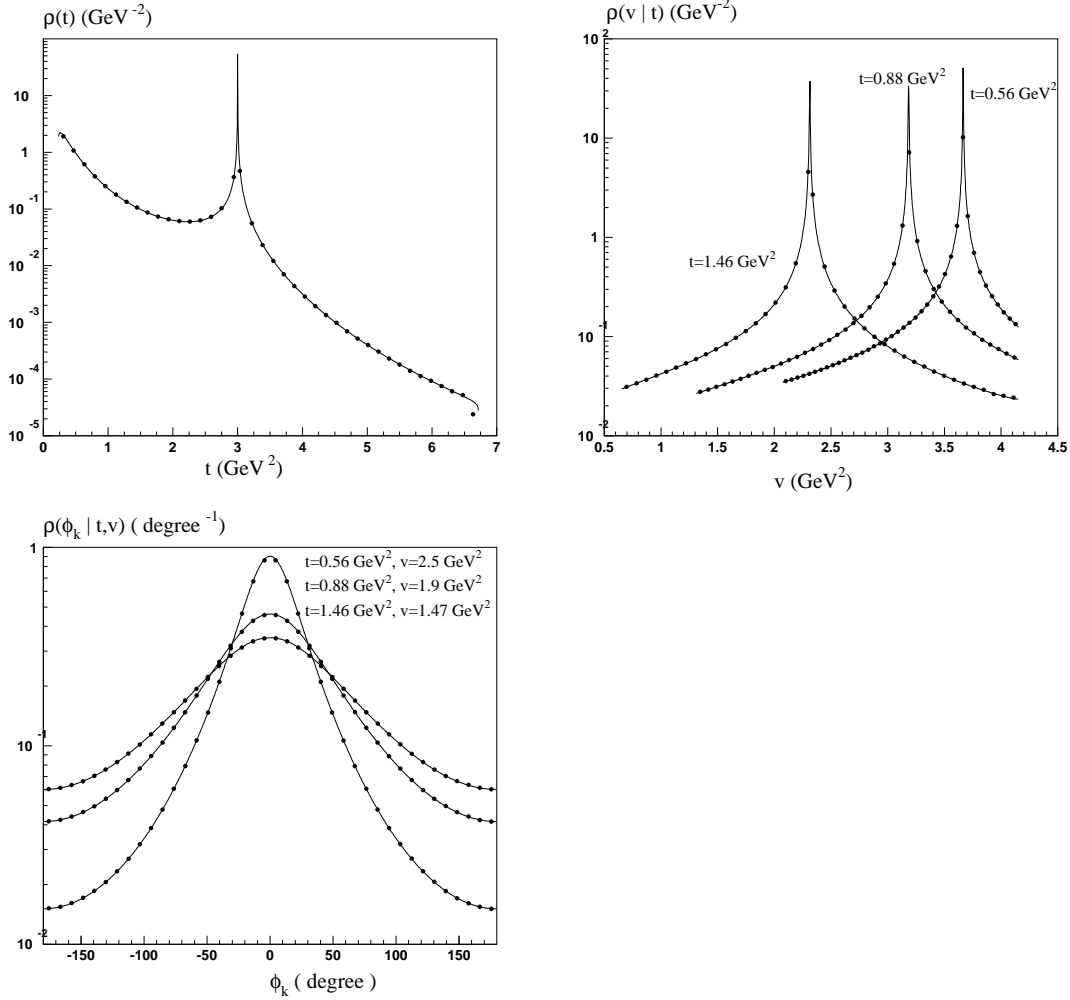 ρ(t) (GeV⁻²)
10
1
10⁻¹
10⁻²
10⁻³
10⁻⁴
10⁻⁵
0 1 2 3 4 5 6 7
t (GeV²)
ρ(v | t) (GeV⁻²)
10²
10
1
10⁻¹
10⁻²
t=0.88 GeV²
t=0.56 GeV²
t=1.46 GeV²
0.5 1 1.5 2 2.5 3 3.5 4 4.5
v (GeV²)
ρ(ϕₖ | t,v) ( degree⁻¹)
1
10⁻¹
10⁻²
t=0.56 GeV², v=2.5 GeV²
t=0.88 GeV², v=1.9 GeV²
t=1.46 GeV², v=1.47 GeV²
-150 -100 -50 0 50 100 150
ϕₖ ( degree )